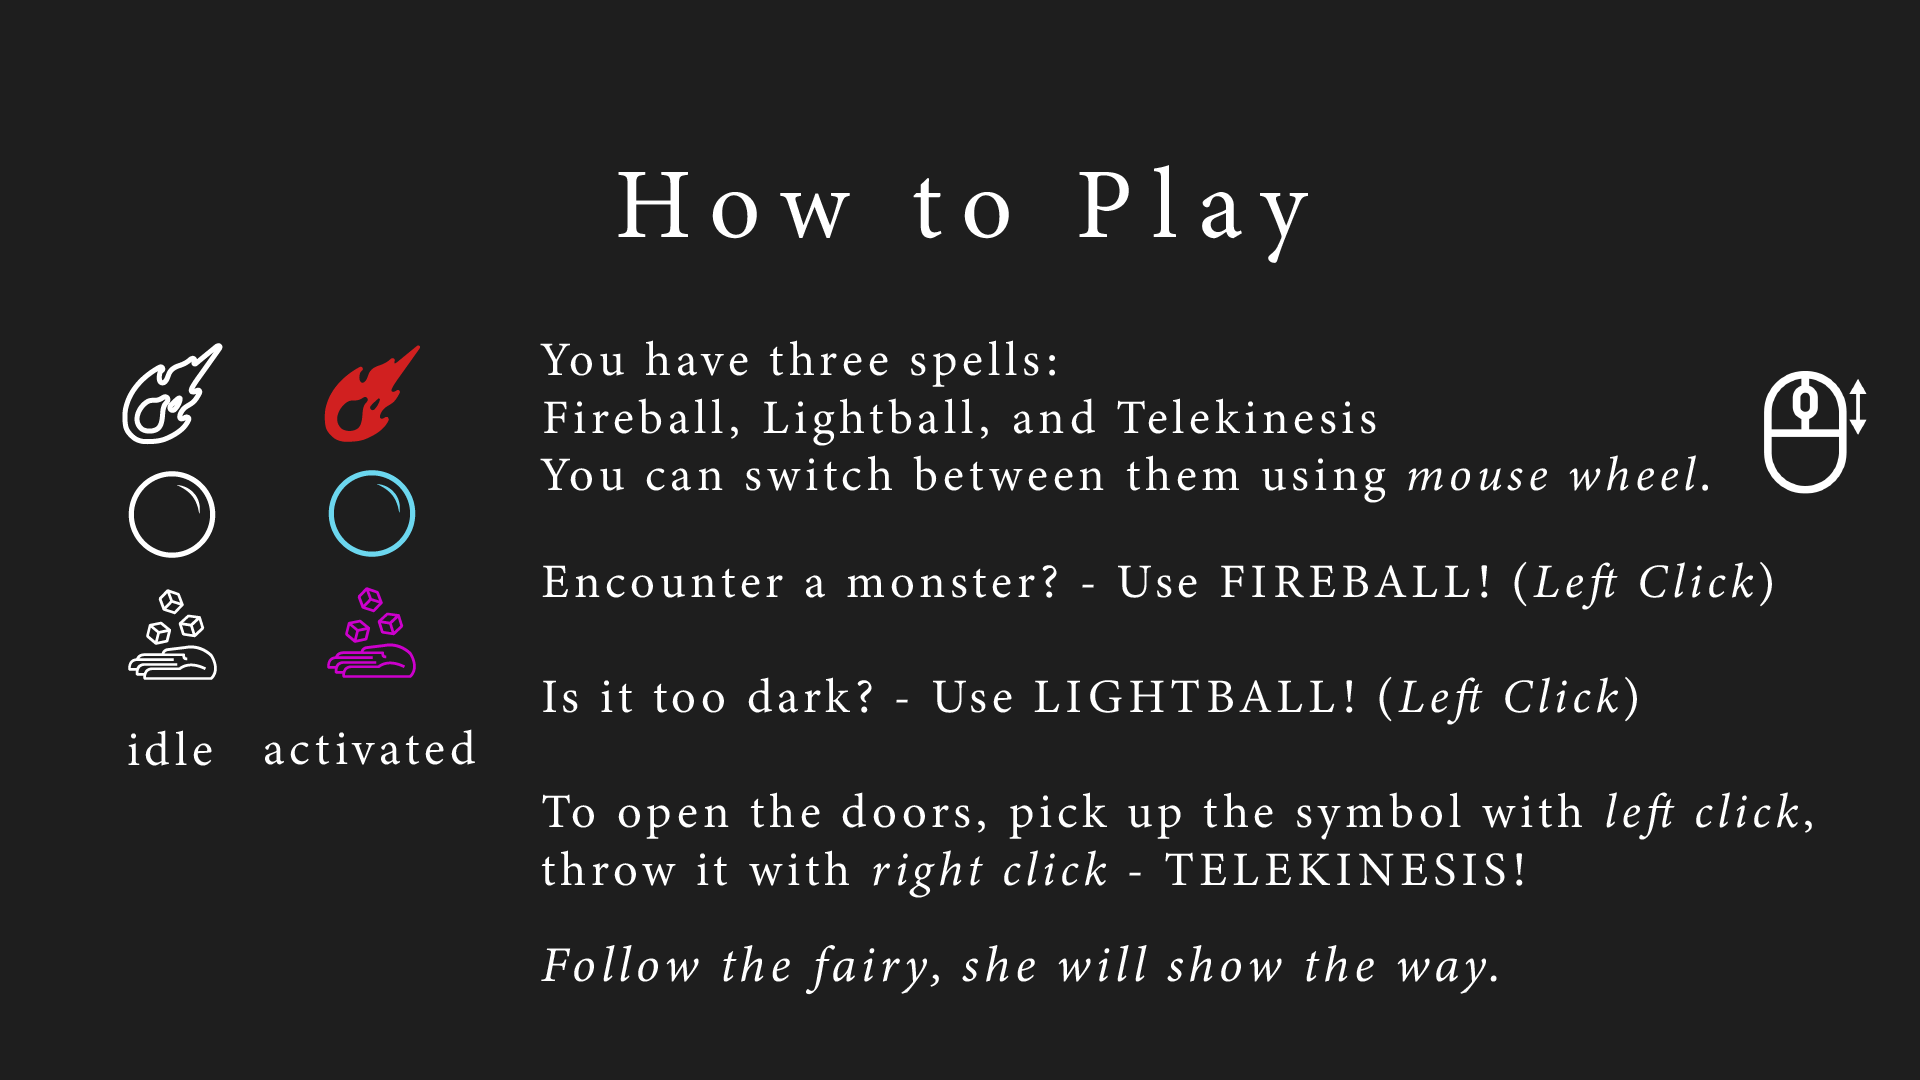 How to Play
You have three spells:
Fireball, Lightball, and Telekinesis
You can switch between them using mouse wheel.
Encounter a monster? - Use FIREBALL! (Left Click)
Is it too dark? - Use LIGHTBALL! (Left Click)
idle activated
To open the doors, pick up the symbol with left click,
throw it with right click - TELEKINESIS!
Follow the fairy, she will show the way.